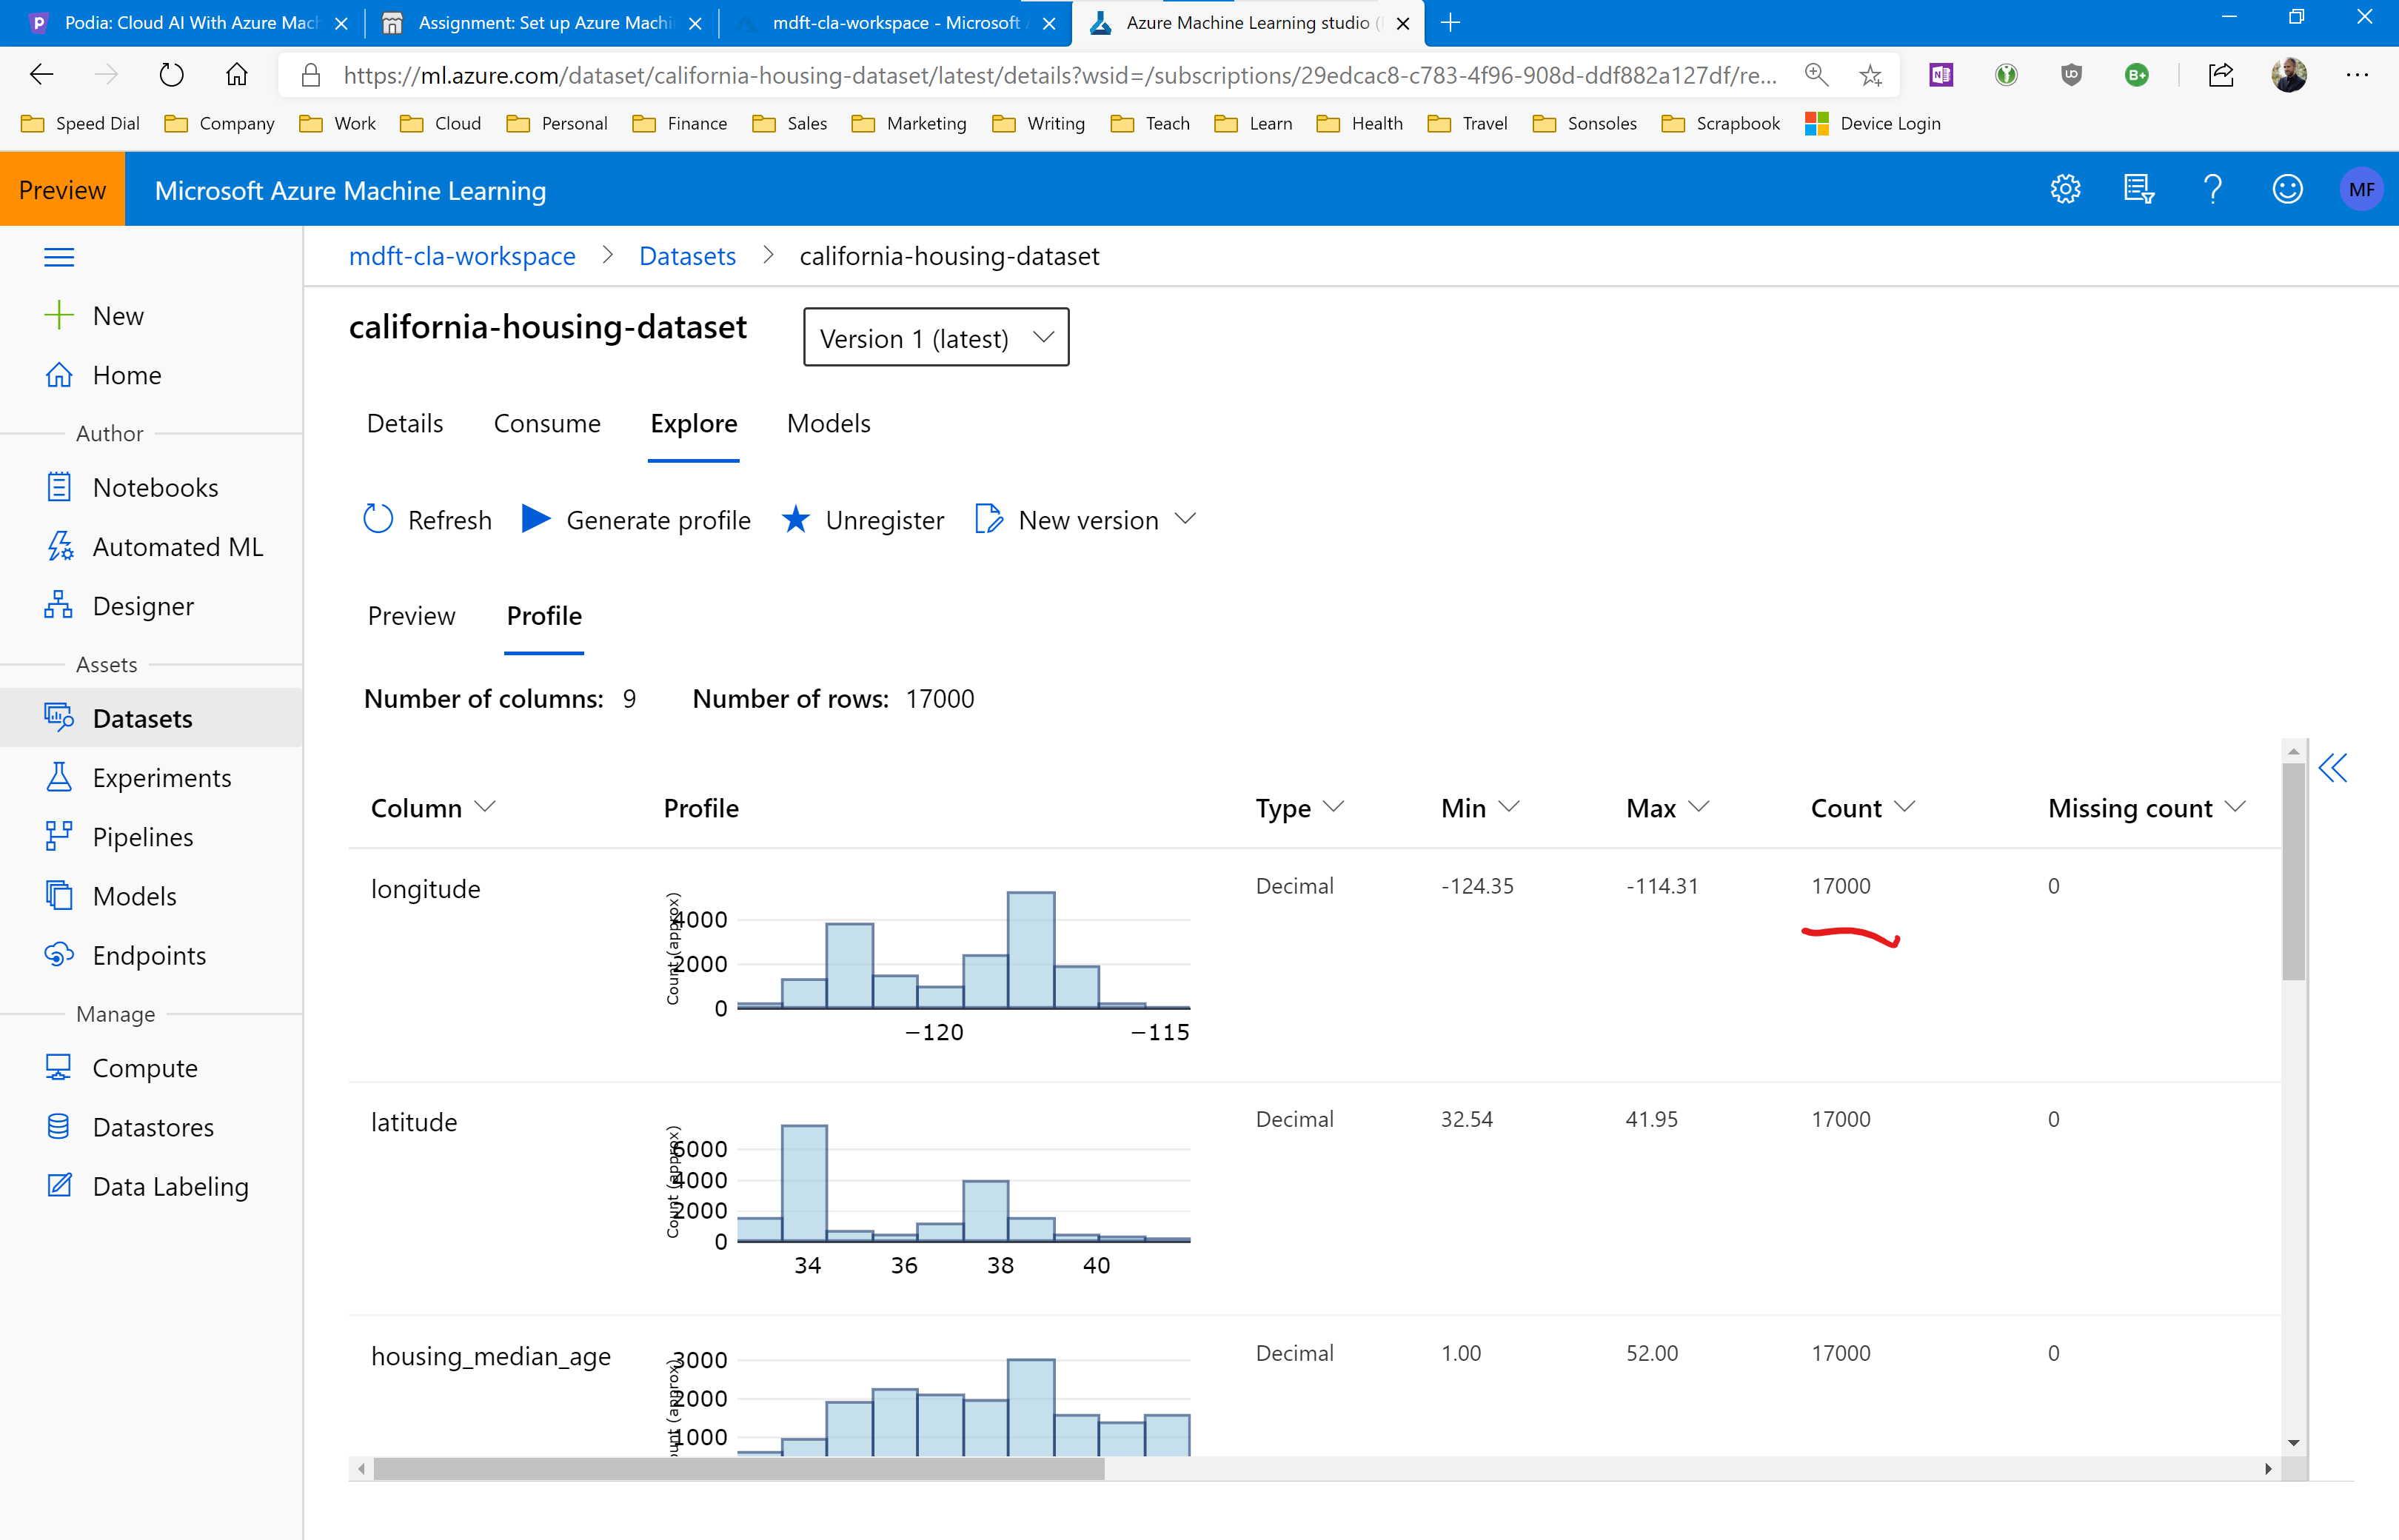 Podia: Cloud AI With Azure Mach
Assignment: Set up Azure Machi
mdft-cla-workspace - Microsoft A
Azure Machine Learning studio (
https://ml.azure.com/dataset/california-housing-dataset/latest/details?wsid=/subscriptions/29edcac8-c783-4f96-908d-ddf882a127df/re...
Speed Dial Company Work Cloud Personal Finance Sales Marketing Writing Teach Learn Health Travel Sonsoles Scrapbook Device Login
Preview Microsoft Azure Machine Learning ? MF
mdft-cla-workspace > Datasets > california-housing-dataset
New
Home
Author
Notebooks
Automated ML
Designer
Assets
Datasets
Experiments
Pipelines
Models
Endpoints
Manage
Compute
Datastores
Data Labeling
california-housing-dataset Version 1 (latest)
Details Consume Explore Models
Refresh Generate profile Unregister New version
Preview Profile
Number of columns: 9 Number of rows: 17000
Column Profile Type Min Max Count Missing count
longitude Decimal -124.35 -114.31 17000 0
Count (approx)
4000
2000
0
−120 −115
latitude Decimal 32.54 41.95 17000 0
Count (approx)
6000
4000
2000
0
34 36 38 40
housing_median_age Decimal 1.00 52.00 17000 0
ount (approx)
3000
2000
1000